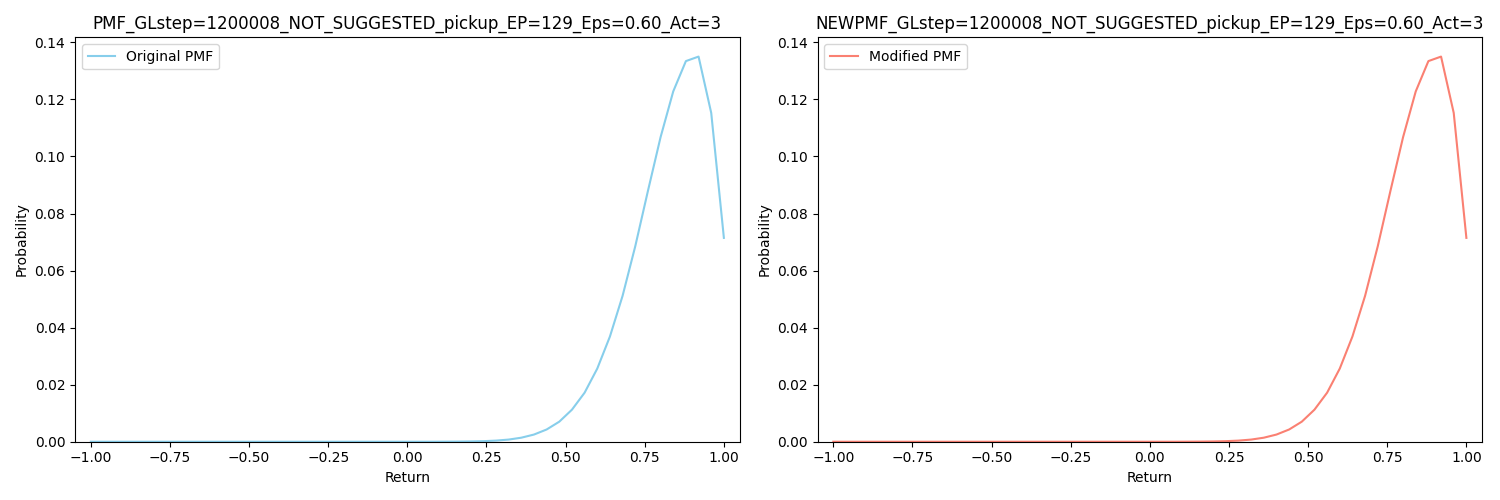 PMF_GLstep=1200008_NOT_SUGGESTED_pickup_EP=129_Eps=0.60_Act=3
Original PMF
0.14
0.12
0.10
0.08
0.06
0.04
0.02
0.00
Probability
−1.00 −0.75 −0.50 −0.25 0.00 0.25 0.50 0.75 1.00
Return
NEWPMF_GLstep=1200008_NOT_SUGGESTED_pickup_EP=129_Eps=0.60_Act=3
Modified PMF
0.14
0.12
0.10
0.08
0.06
0.04
0.02
0.00
Probability
−1.00 −0.75 −0.50 −0.25 0.00 0.25 0.50 0.75 1.00
Return